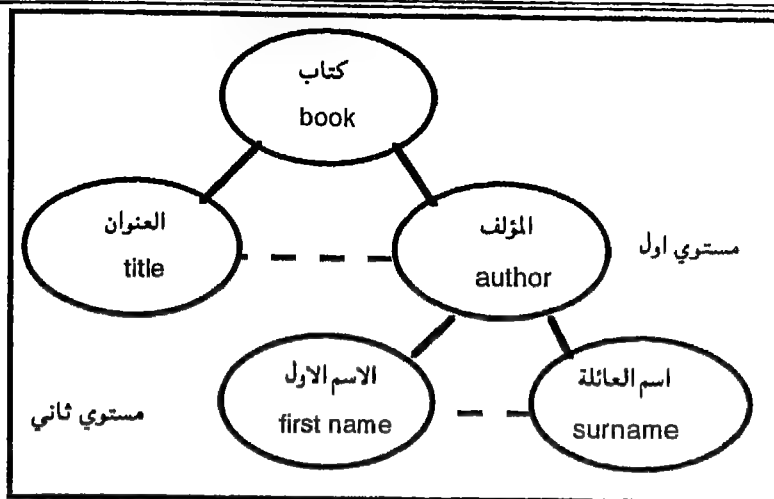 كتاب
book
العنوان
title
المؤلف
author
مستوي اول
الاسم الاول
first name
اسم العائلة
surname
مستوي ثاني